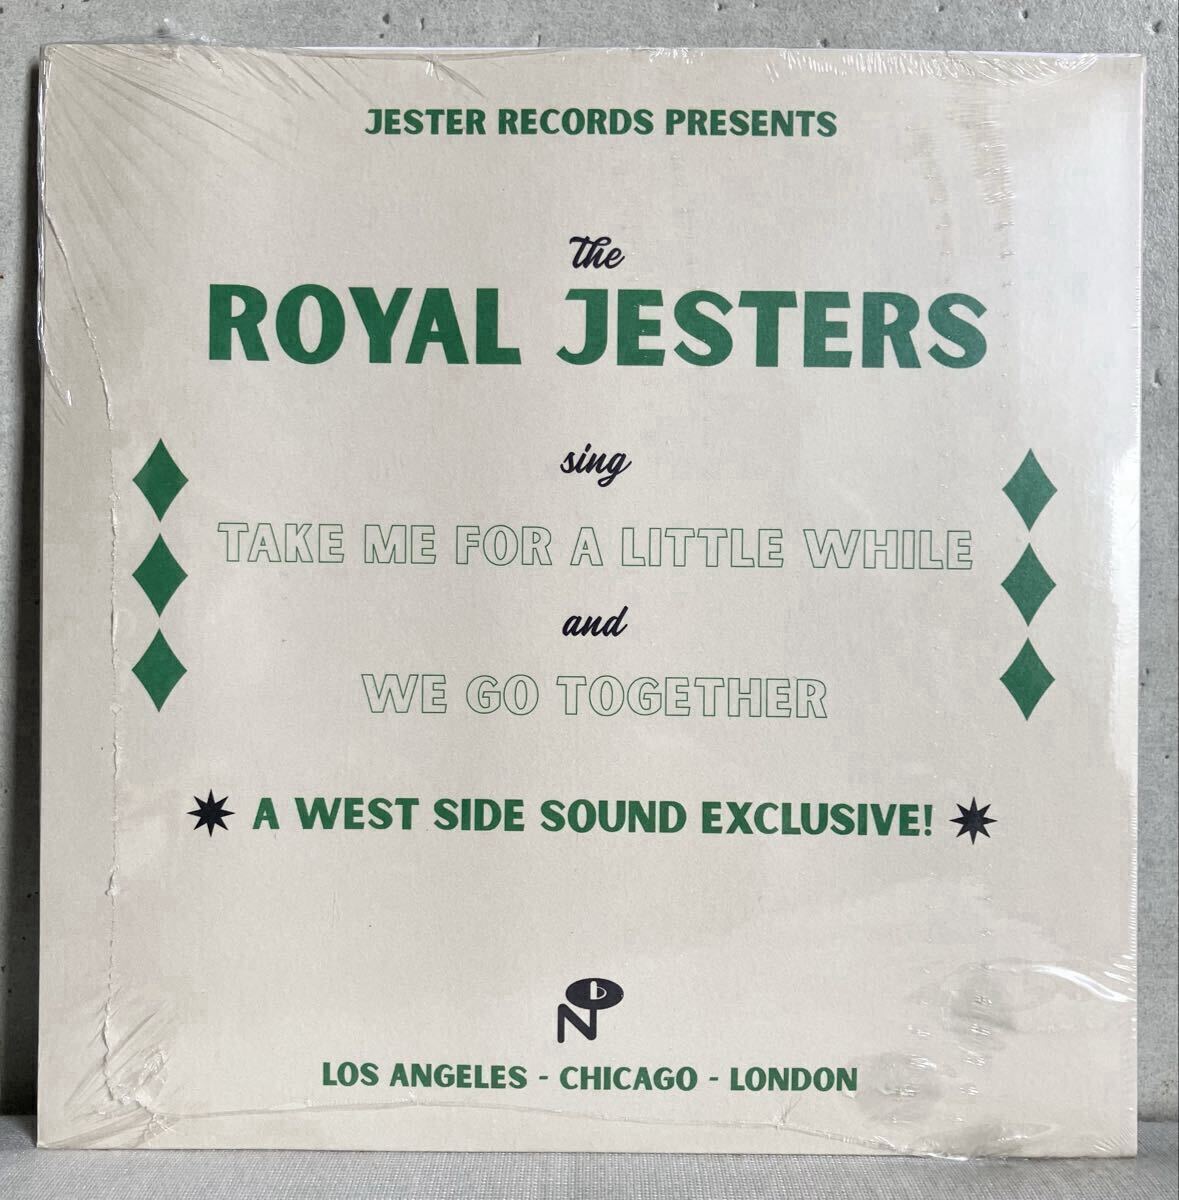 JESTER RECORDS PRESENTS
the
ROYAL JESTERS
sing
TAKE ME FOR A LITTLE WHILE
and
WE GO TOGETHER
A WEST SIDE SOUND EXCLUSIVE!
N b
LOS ANGELES - CHICAGO - LONDON